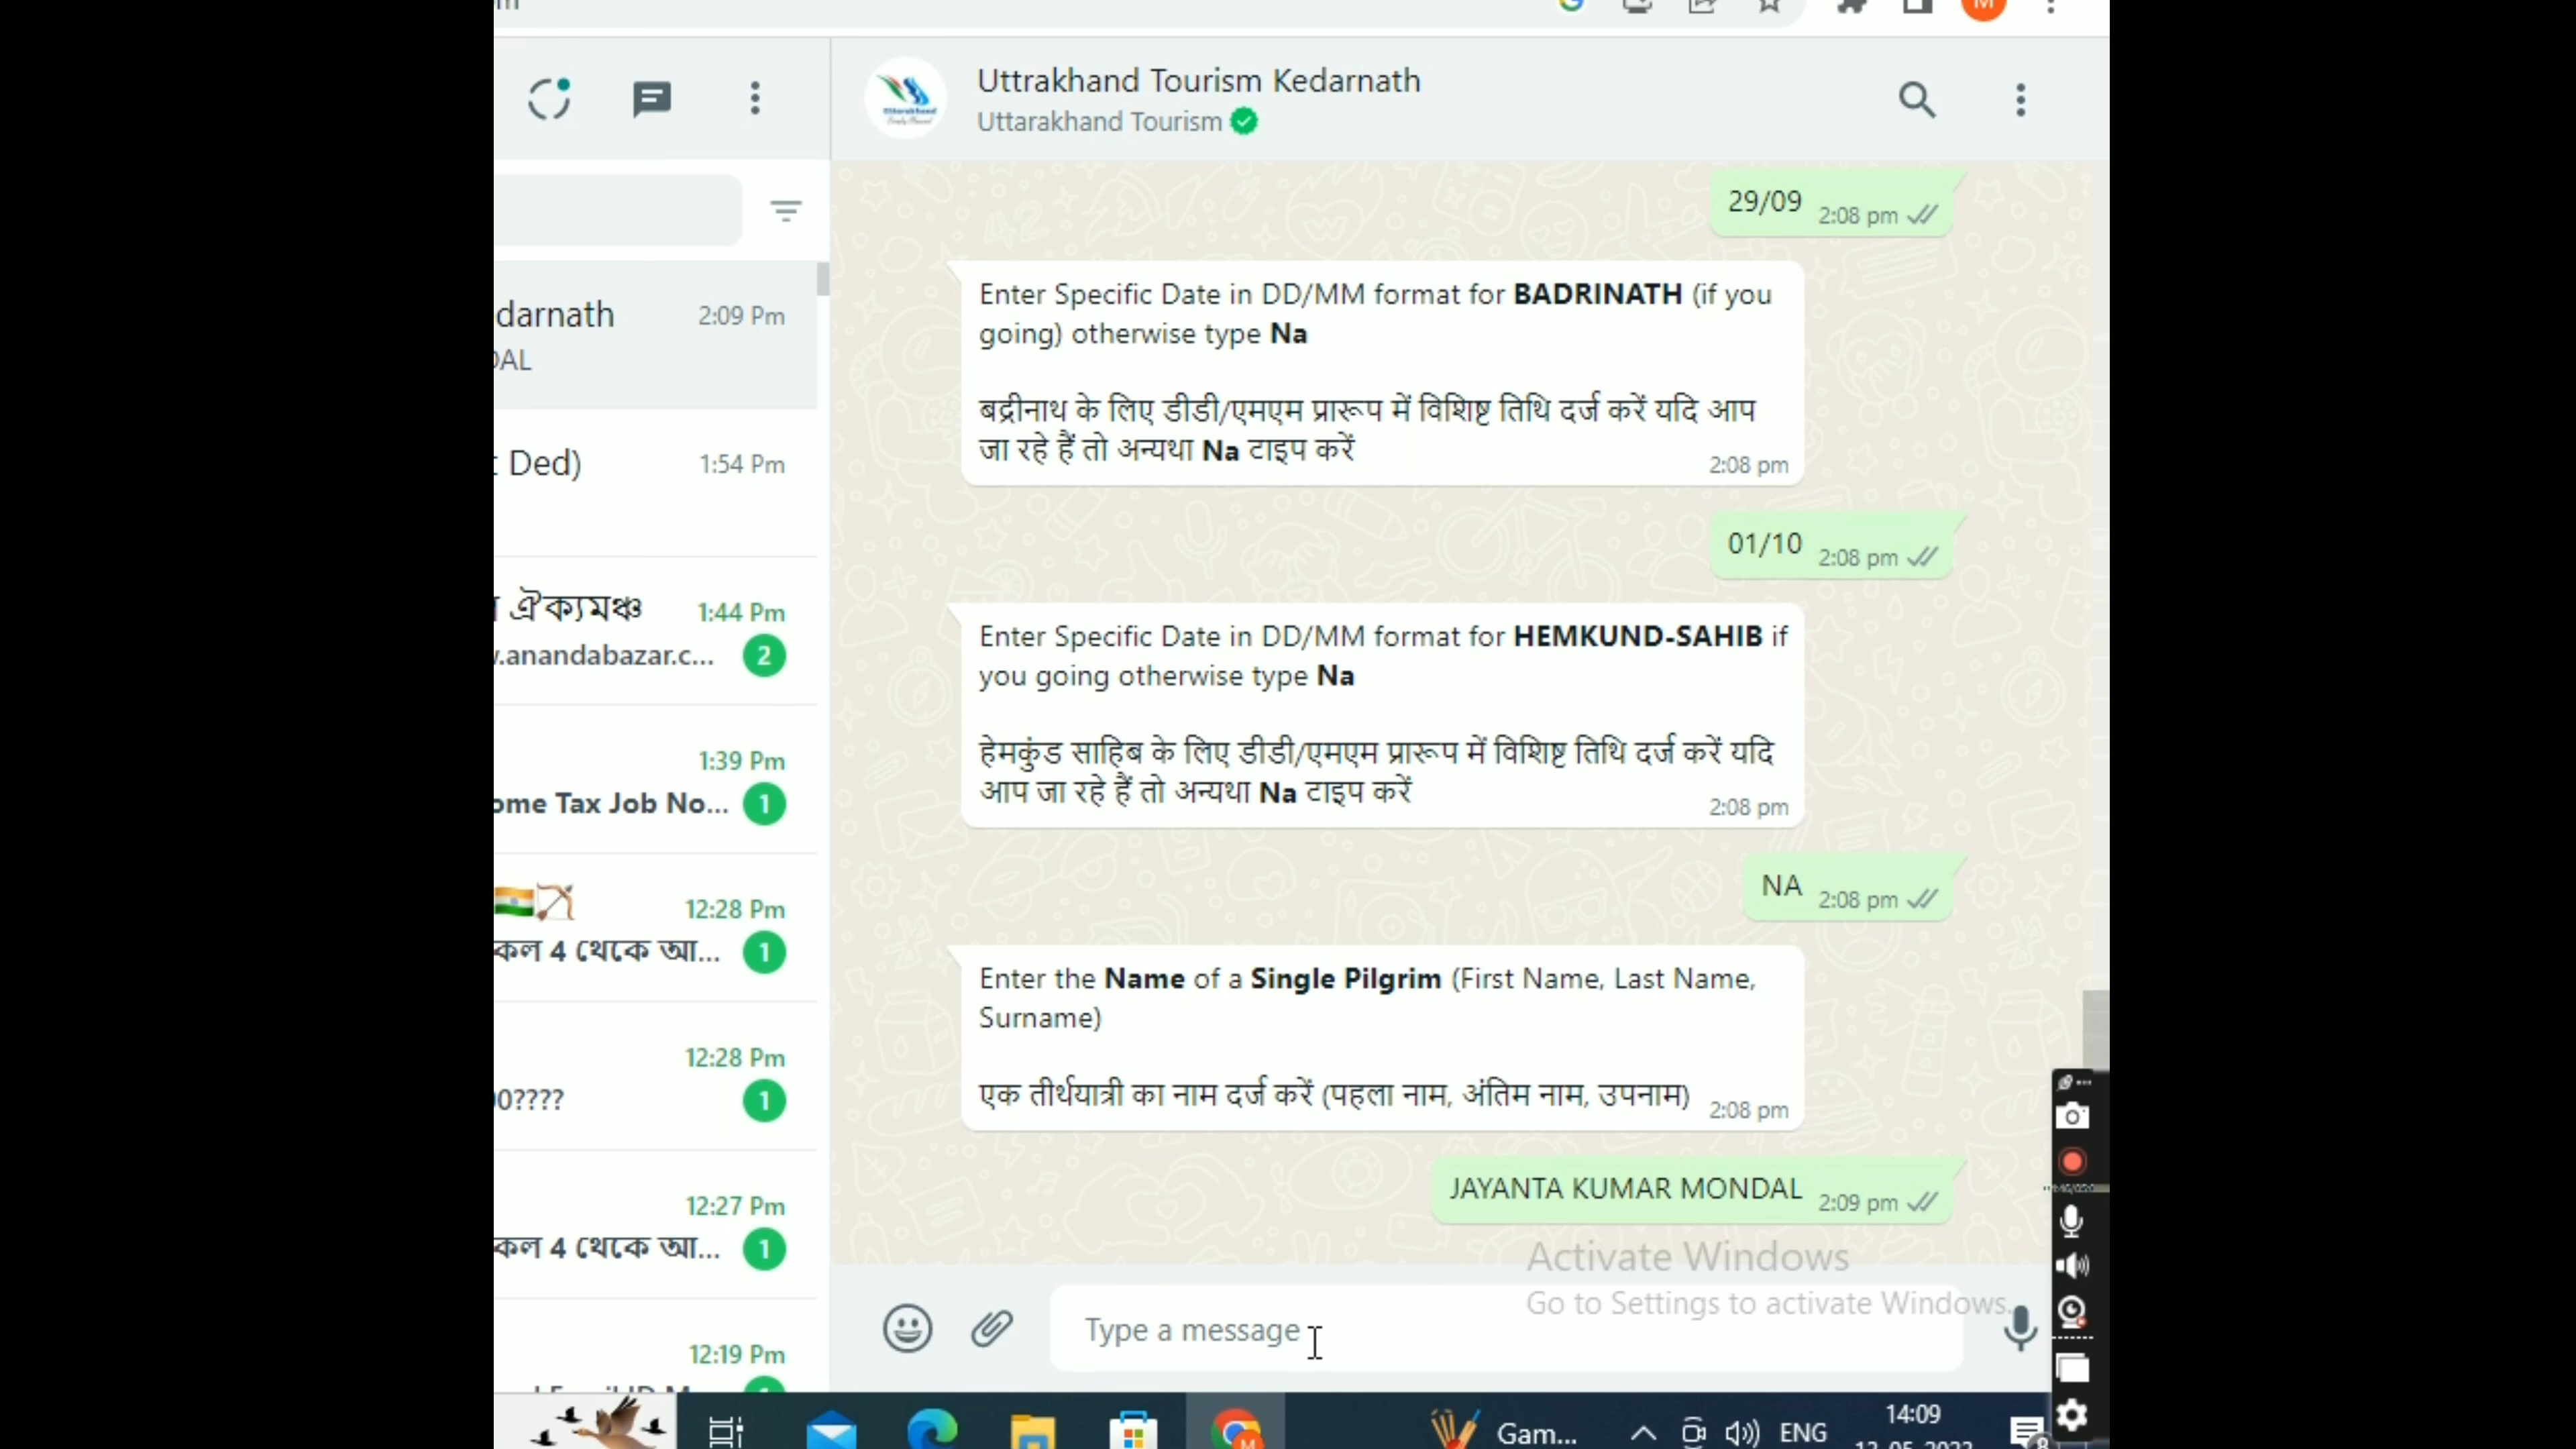 Uttrakhand Tourism Kedarnath
Uttarakhand Tourism
29/09 2:08 pm
Enter Specific Date in DD/MM format for BADRINATH (if you
going) otherwise type Na
बद्रीनाथ के लिए डीडी/एमएम प्रारूप में विशिष्ट तिथि दर्ज करें यदि आप
जा रहे हैं तो अन्यथा Na टाइप करें
2:08 pm
01/10 2:08 pm
Enter Specific Date in DD/MM format for HEMKUND-SAHIB if
you going otherwise type Na
हेमकुंड साहिब के लिए डीडी/एमएम प्रारूप में विशिष्ट तिथि दर्ज करें यदि
आप जा रहे हैं तो अन्यथा Na टाइप करें
2:08 pm
NA 2:08 pm
Enter the Name of a Single Pilgrim (First Name, Last Name,
Surname)
एक तीर्थयात्री का नाम दर्ज करें (पहला नाम, अंतिम नाम, उपनाम)
2:08 pm
JAYANTA KUMAR MONDAL 2:09 pm
Activate Windows
Go to Settings to activate Windows.
Type a message
darnath 2:09 Pm
DAL
Ded) 1:54 Pm
ঐক্যমঞ্চ 1:44 Pm
.anandabazar.c... 2
1:39 Pm
ome Tax Job No... 1
12:28 Pm
কল 4 থেকে আ... 1
12:28 Pm
0???? 1
12:27 Pm
কল 4 থেকে আ... 1
12:19 Pm
Gam...
ENG
14:09